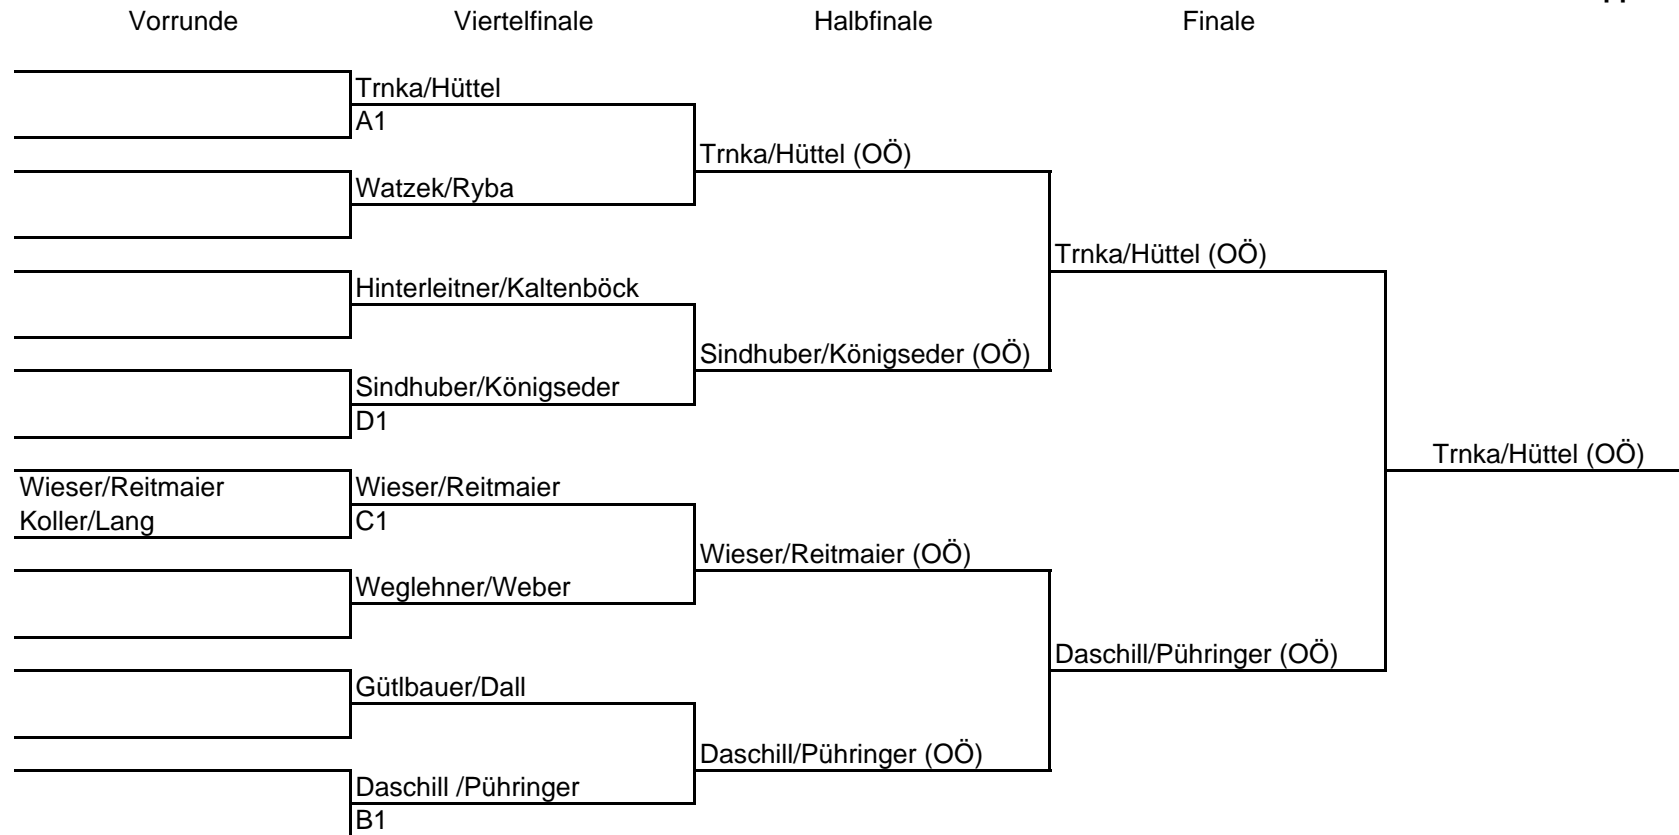 Vorrunde Viertelfinale Halbfinale Finale
Trnka/Hüttel
A1
Trnka/Hüttel (OÖ)
Watzek/Ryba
Trnka/Hüttel (OÖ)
Hinterleitner/Kaltenböck
Sindhuber/Königseder (OÖ)
Sindhuber/Königseder
D1
Trnka/Hüttel (OÖ)
Wieser/Reitmaier Wieser/Reitmaier
Koller/Lang C1
Wieser/Reitmaier (OÖ)
Weglehner/Weber
Daschill/Pühringer (OÖ)
Gütlbauer/Dall
Daschill/Pühringer (OÖ)
Daschill /Pühringer
B1